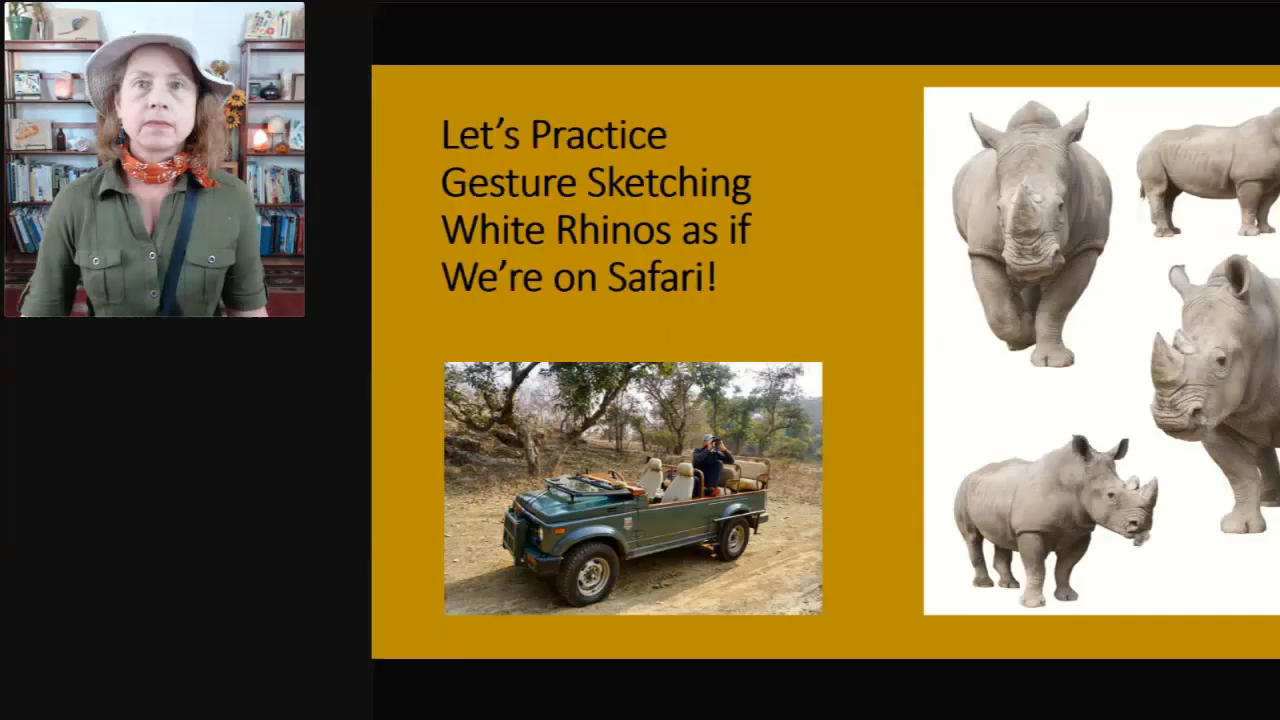 Let's Practice
Gesture Sketching
White Rhinos as if
We're on Safari!